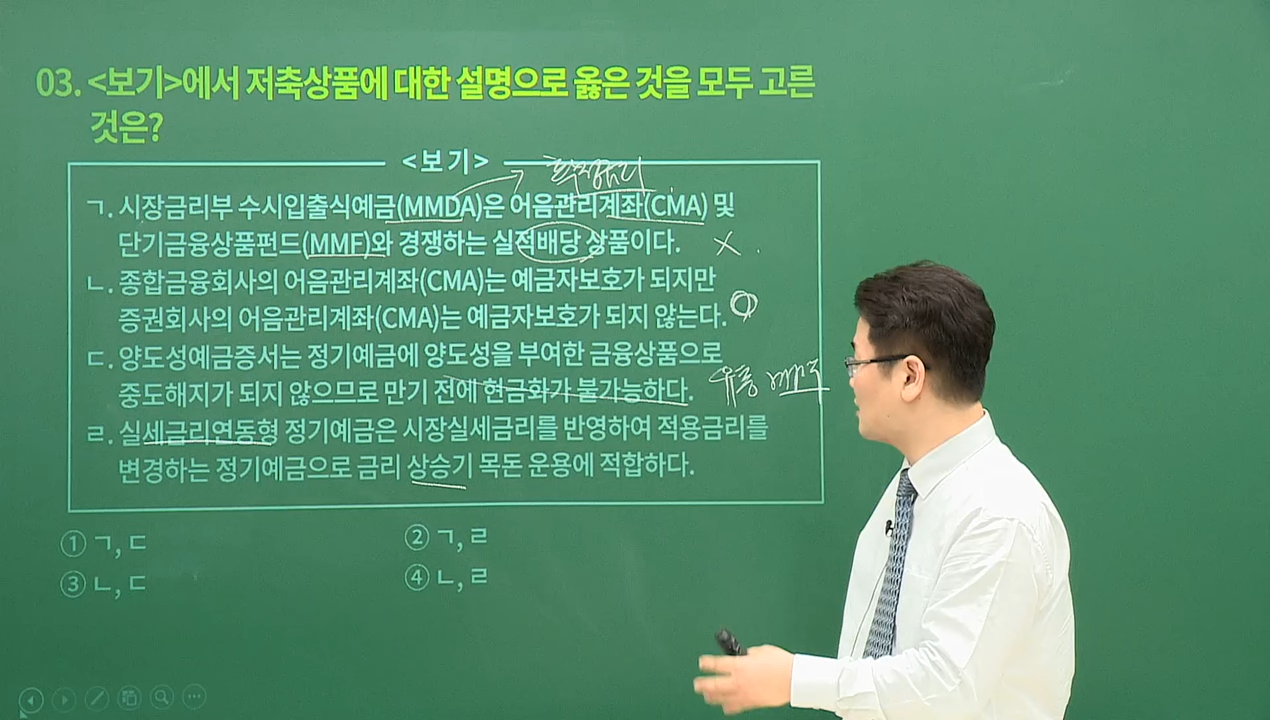 03. <보기>에서 저축상품에 대한 설명으로 옳은 것을 모두 고른
것은?
<보기>
확정금리
ㄱ. 시장금리부 수시입출식예금(MMDA)은 어음관리계좌(CMA) 및
단기금융상품펀드(MMF)와 경쟁하는 실적배당 상품이다. X
ㄴ. 종합금융회사의 어음관리계좌(CMA)는 예금자보호가 되지만
증권회사의 어음관리계좌(CMA)는 예금자보호가 되지 않는다. O
ㄷ. 양도성예금증서는 정기예금에 양도성을 부여한 금융상품으로
중도해지가 되지 않으므로 만기 전에 현금화가 불가능하다. 유통
ㄹ. 실세금리연동형 정기예금은 시장실세금리를 반영하여 적용금리를
변경하는 정기예금으로 금리 상승기 목돈 운용에 적합하다.
① ㄱ, ㄷ ② ㄱ, ㄹ
③ ㄴ, ㄷ ④ ㄴ, ㄹ